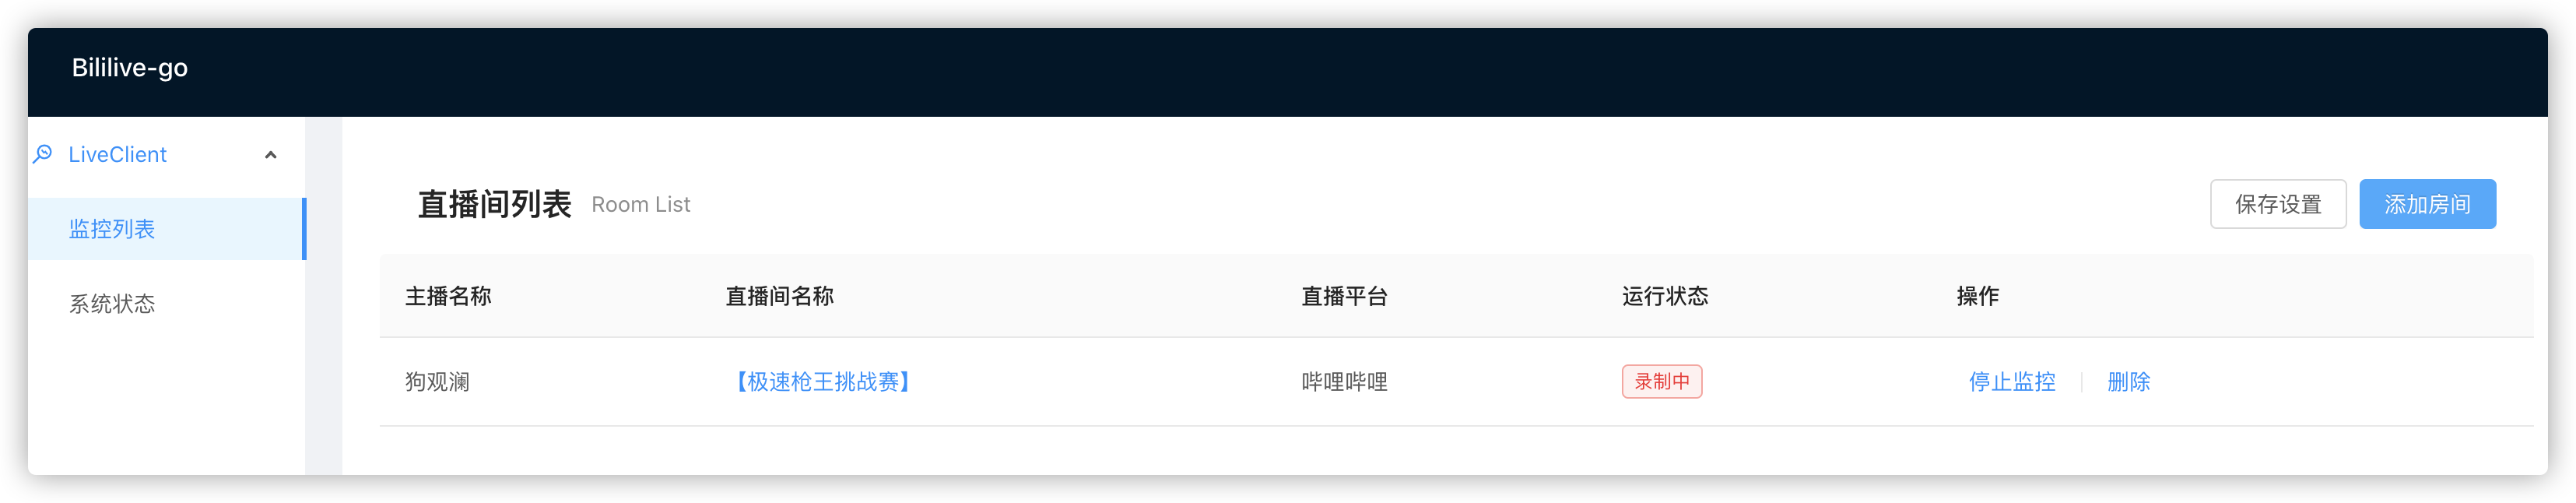 Bililive-go
LiveClient
监控列表
系统状态
直播间列表 Room List
保存设置 添加房间
主播名称 直播间名称 直播平台 运行状态 操作
狗观澜 【极速枪王挑战赛】 哔哩哔哩 录制中 停止监控 删除